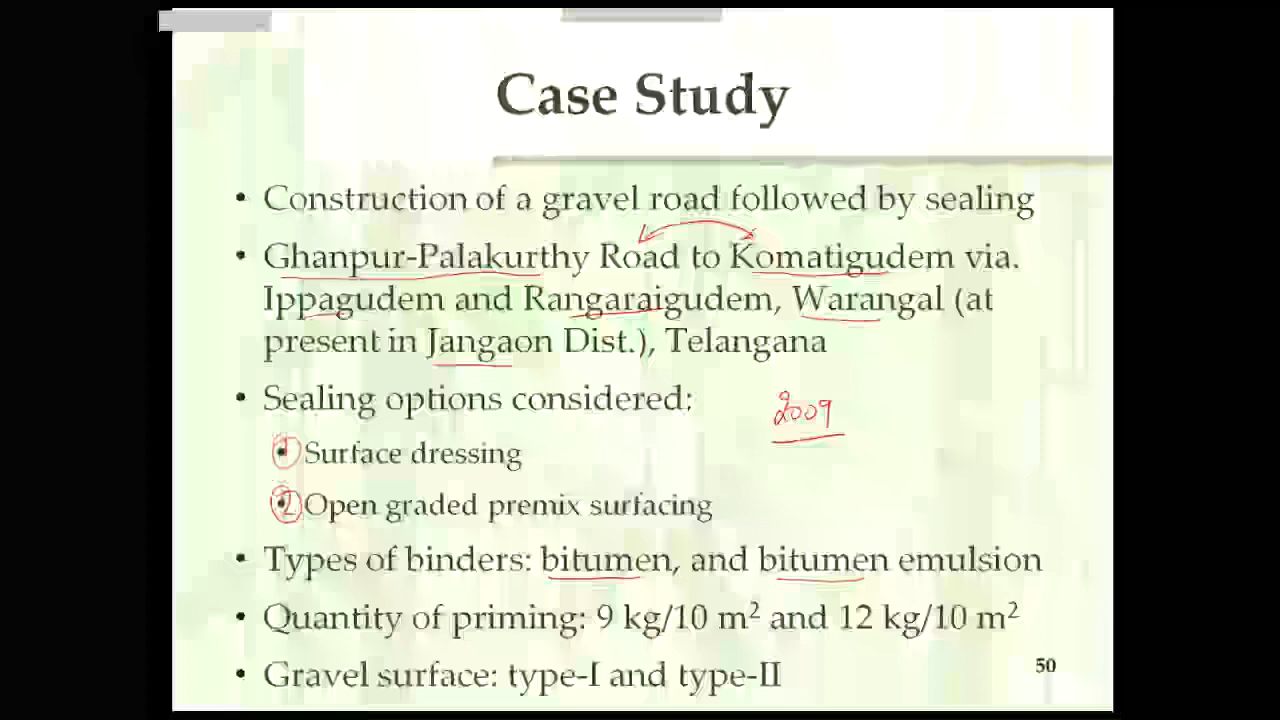 Case Study
• Construction of a gravel road followed by sealing
• Ghanpur-Palakurthy Road to Komatigudem via.
Ippagudem and Rangaraigudem, Warangal (at
present in Jangaon Dist.), Telangana
• Sealing options considered:
2009
1 Surface dressing
2 Open graded premix surfacing
• Types of binders: bitumen, and bitumen emulsion
• Quantity of priming: 9 kg/10 m² and 12 kg/10 m²
• Gravel surface: type-I and type-II
50